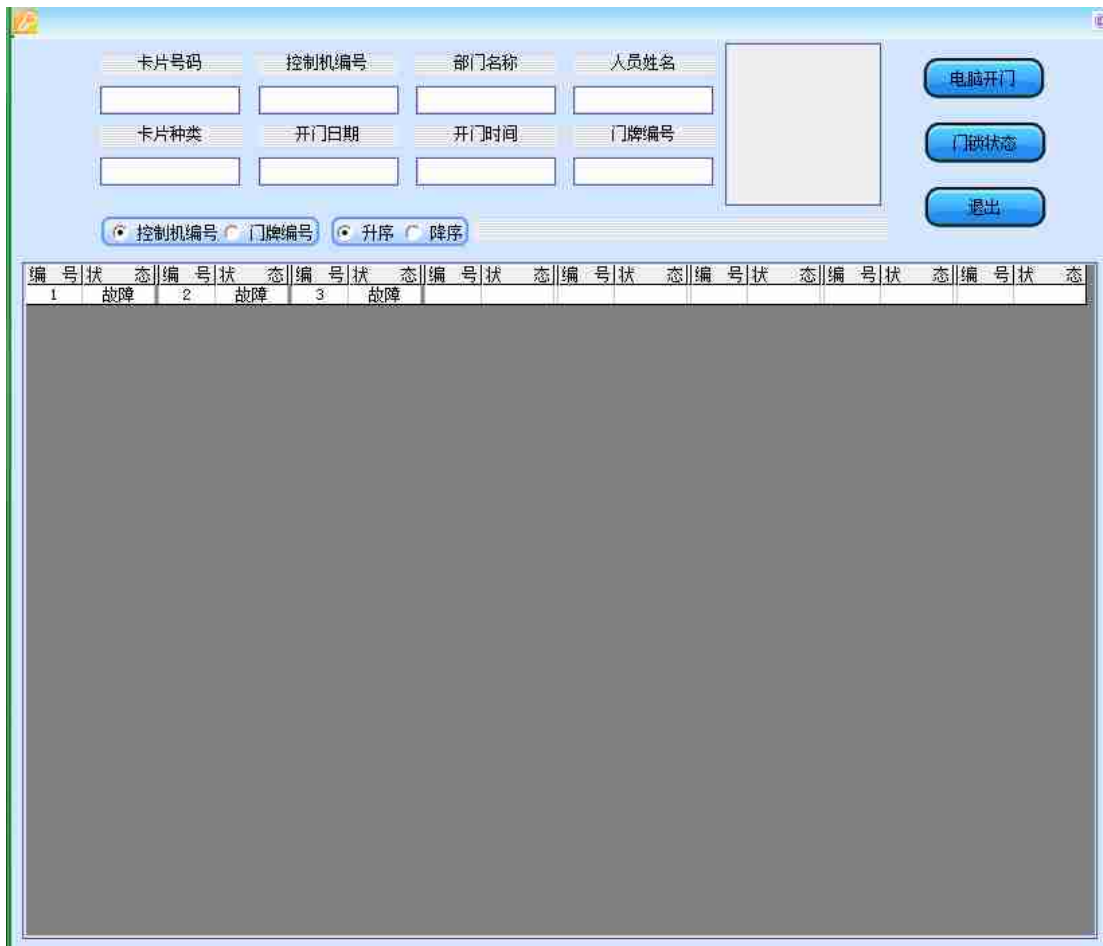 卡片号码 控制机编号 部门名称 人员姓名
电脑开门
卡片种类 开门日期 开门时间 门牌编号
门锁状态
退出
控制机编号 门牌编号 升序 降序
编 号 状 态 编 号 状 态 编 号 状 态 编 号 状 态 编 号 状 态 编 号 状 态 编 号 状 态 编 号 状 态
1 故障 2 故障 3 故障